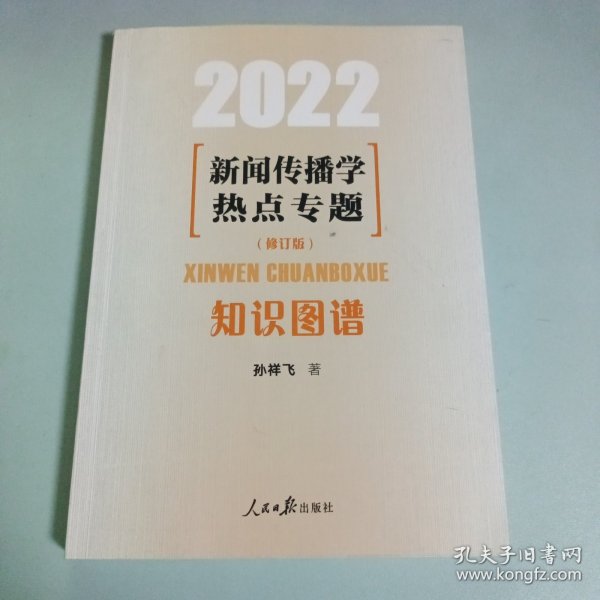 2022
新闻传播学
热点专题
（修订版）
XINWEN CHUANBOXUE
知识图谱
孙祥飞 著
人民日报出版社
孔夫子旧书网
www.kongfz.com